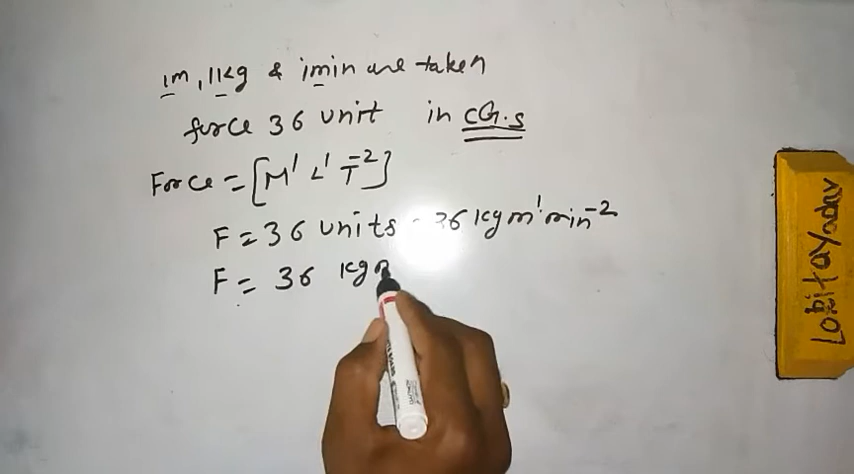 1m, 1kg & 1min are taken
force 36 unit in CG.S
Force = [M¹ L¹ T⁻²]
F = 36 units = 36 kg m¹ min⁻²
F = 36 kg
Lobitayadav